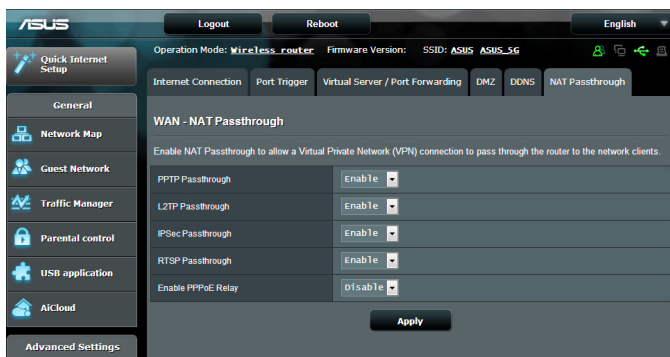 ASUS
Logout Reboot English
Quick Internet Setup
Operation Mode: Wireless router Firmware Version: SSID: ASUS ASUS_5G
Internet Connection Port Trigger Virtual Server / Port Forwarding DMZ DDNS NAT Passthrough
General
Network Map
Guest Network
Traffic Manager
Parental control
USB application
AiCloud
Advanced Settings
WAN - NAT Passthrough
Enable NAT Passthrough to allow a Virtual Private Network (VPN) connection to pass through the router to the network clients.
PPTP Passthrough Enable
L2TP Passthrough Enable
IPSec Passthrough Enable
RTSP Passthrough Enable
Enable PPPoE Relay Disable
Apply